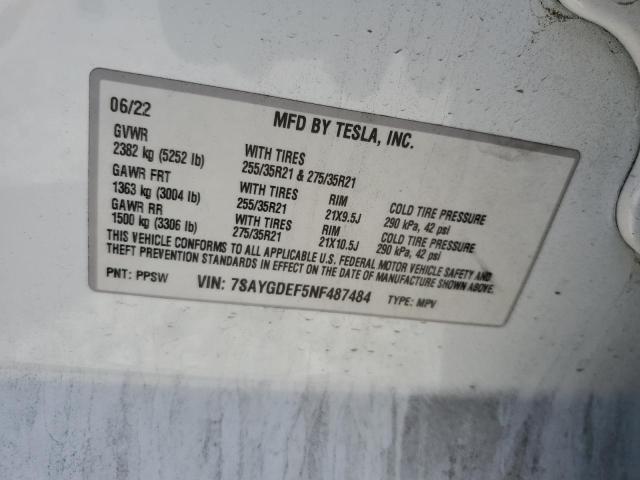 06/22 MFD BY TESLA, INC.
GVWR
2382 kg (5252 lb) WITH TIRES
GAWR FRT 255/35R21 & 275/35R21
1363 kg (3004 lb) WITH TIRES RIM COLD TIRE PRESSURE
GAWR RR 255/35R21 21X9.5J 290 kPa, 42 psi
1500 kg (3306 lb) WITH TIRES RIM COLD TIRE PRESSURE
275/35R21 21X10.5J 290 kPa, 42 psi
THIS VEHICLE CONFORMS TO ALL APPLICABLE U.S. FEDERAL MOTOR VEHICLE SAFETY AND
THEFT PREVENTION STANDARDS IN EFFECT ON THE DATE OF MANUFACTURE SHOWN ABOVE.
PNT: PPSW VIN: 7SAYGDEF5NF487484 TYPE: MPV